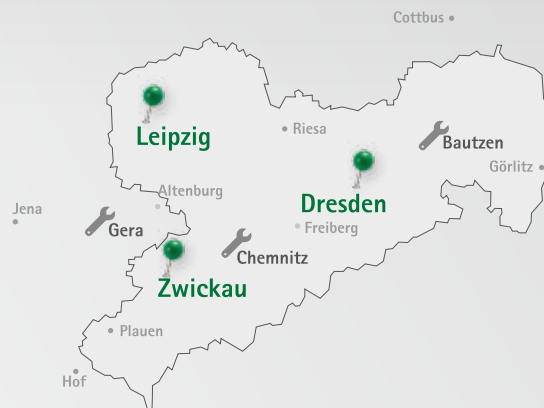 Cottbus
Riesa
Leipzig
Bautzen
Görlitz
Altenburg
Dresden
Jena
Gera
Freiberg
Chemnitz
Zwickau
Plauen
Hof